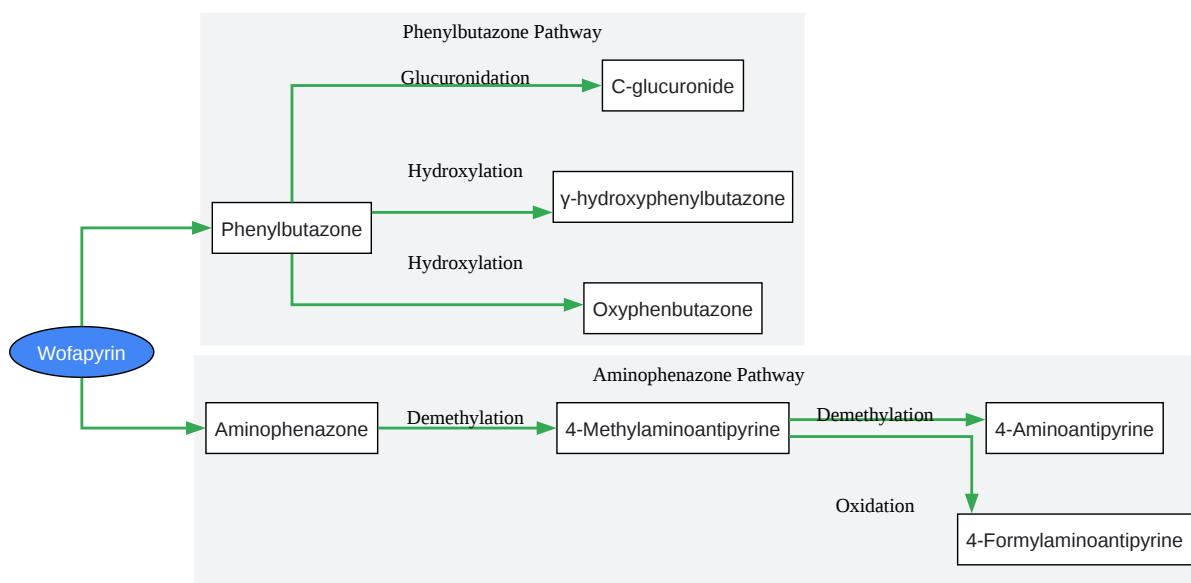 Phenylbutazone Pathway
Glucuronidation
C-glucuronide
Hydroxylation
γ-hydroxyphenylbutazone
Phenylbutazone
Hydroxylation
Oxyphenbutazone
Wofapyrin
Aminophenazone Pathway
Aminophenazone
Demethylation
4-Methylaminoantipyrine
Demethylation
4-Aminoantipyrine
Oxidation
4-Formylaminoantipyrine